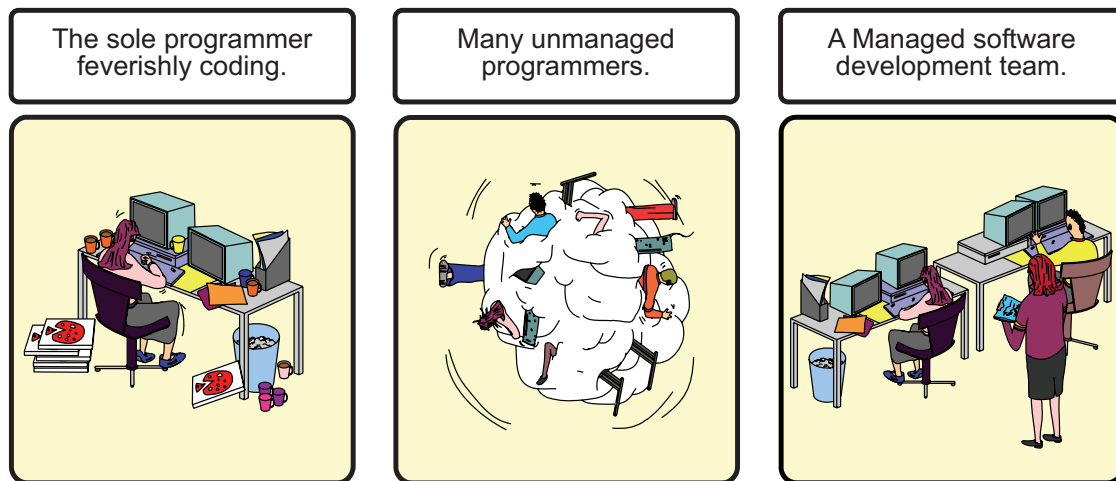 The sole programmer
feverishly coding.
Many unmanaged
programmers.
A Managed software
development team.